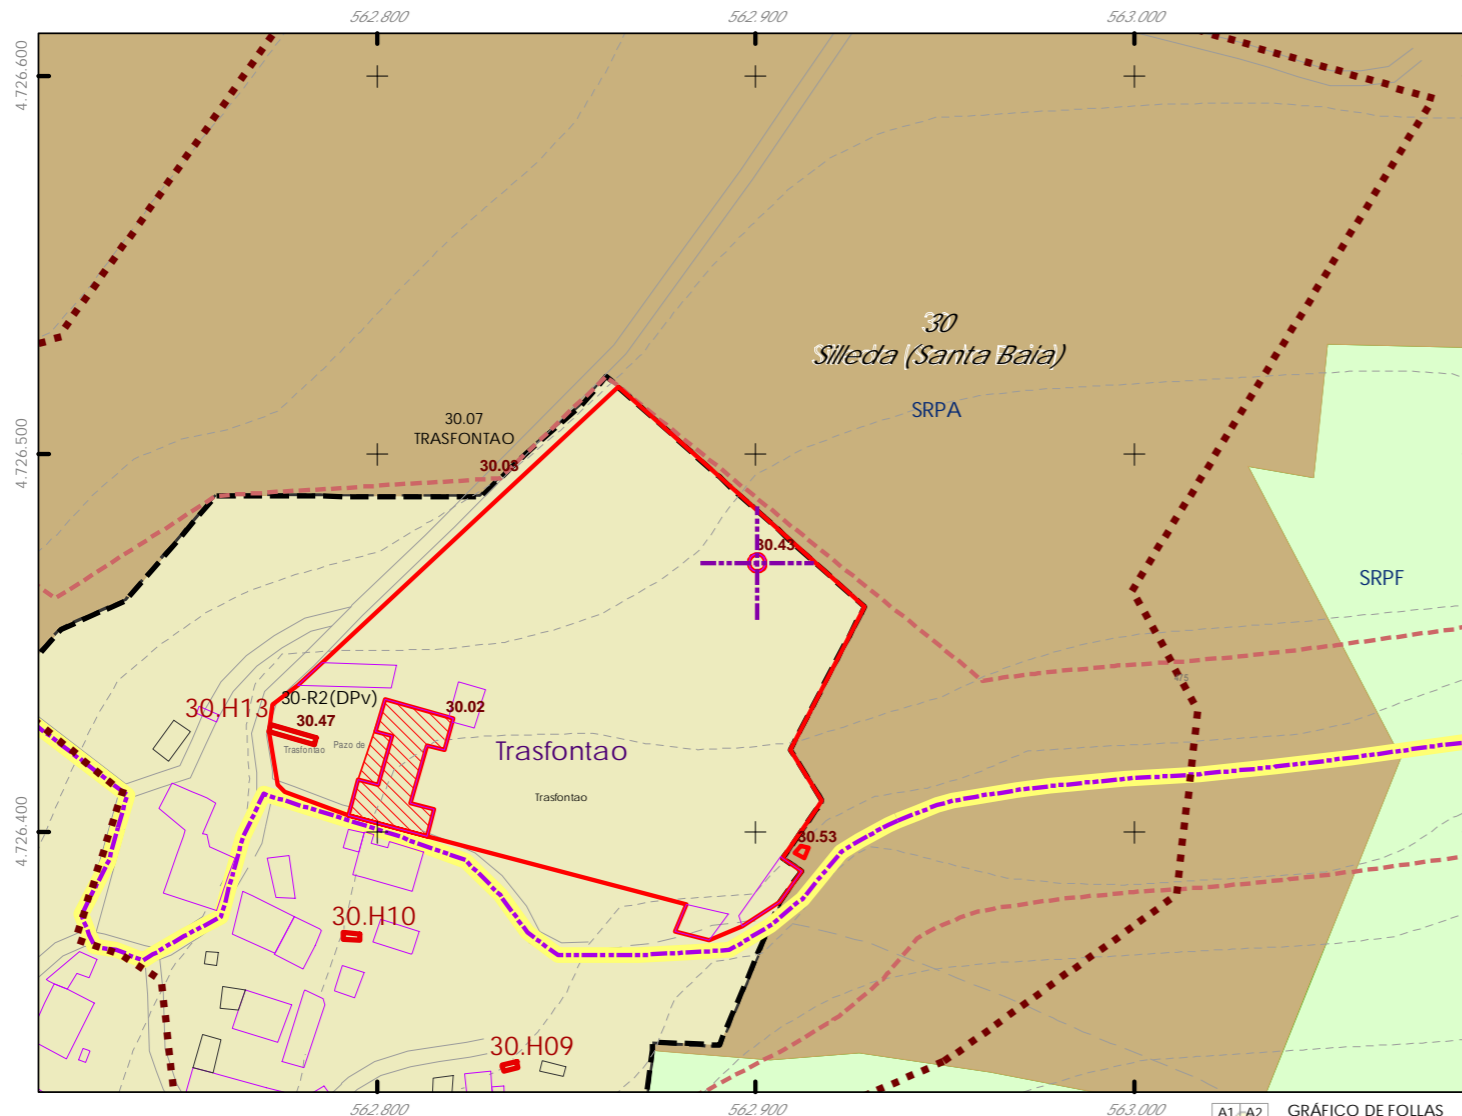 562.800
562.900
563.000
4.726.600
30
Silleda (Santa Baia)
SRPA
30.07
TRASFONTAO
4.726.500
30.03
30.43
SRPF
475
30-R2(DPv)
30.H13
30.47
30.02
Trasfontao
Pazo de
Trasfontao
Trasfontao
4.726.400
30.53
30.H10
30.H09
562.800
562.900
563.000
A1 A2
GRÁFICO DE FOLLAS